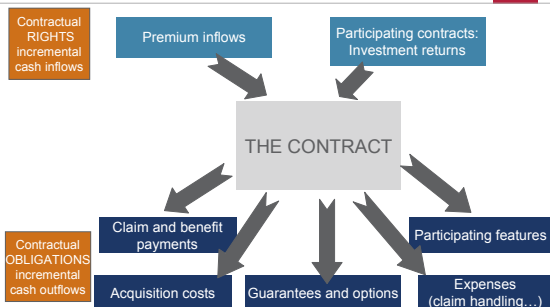 Contractual
RIGHTS
incremental
cash inflows
Premium inflows
Participating contracts:
Investment returns
THE CONTRACT
Claim and benefit
payments
Participating features
Contractual
OBLIGATIONS
incremental
cash outflows
Acquisition costs
Guarantees and options
Expenses
(claim handling…)